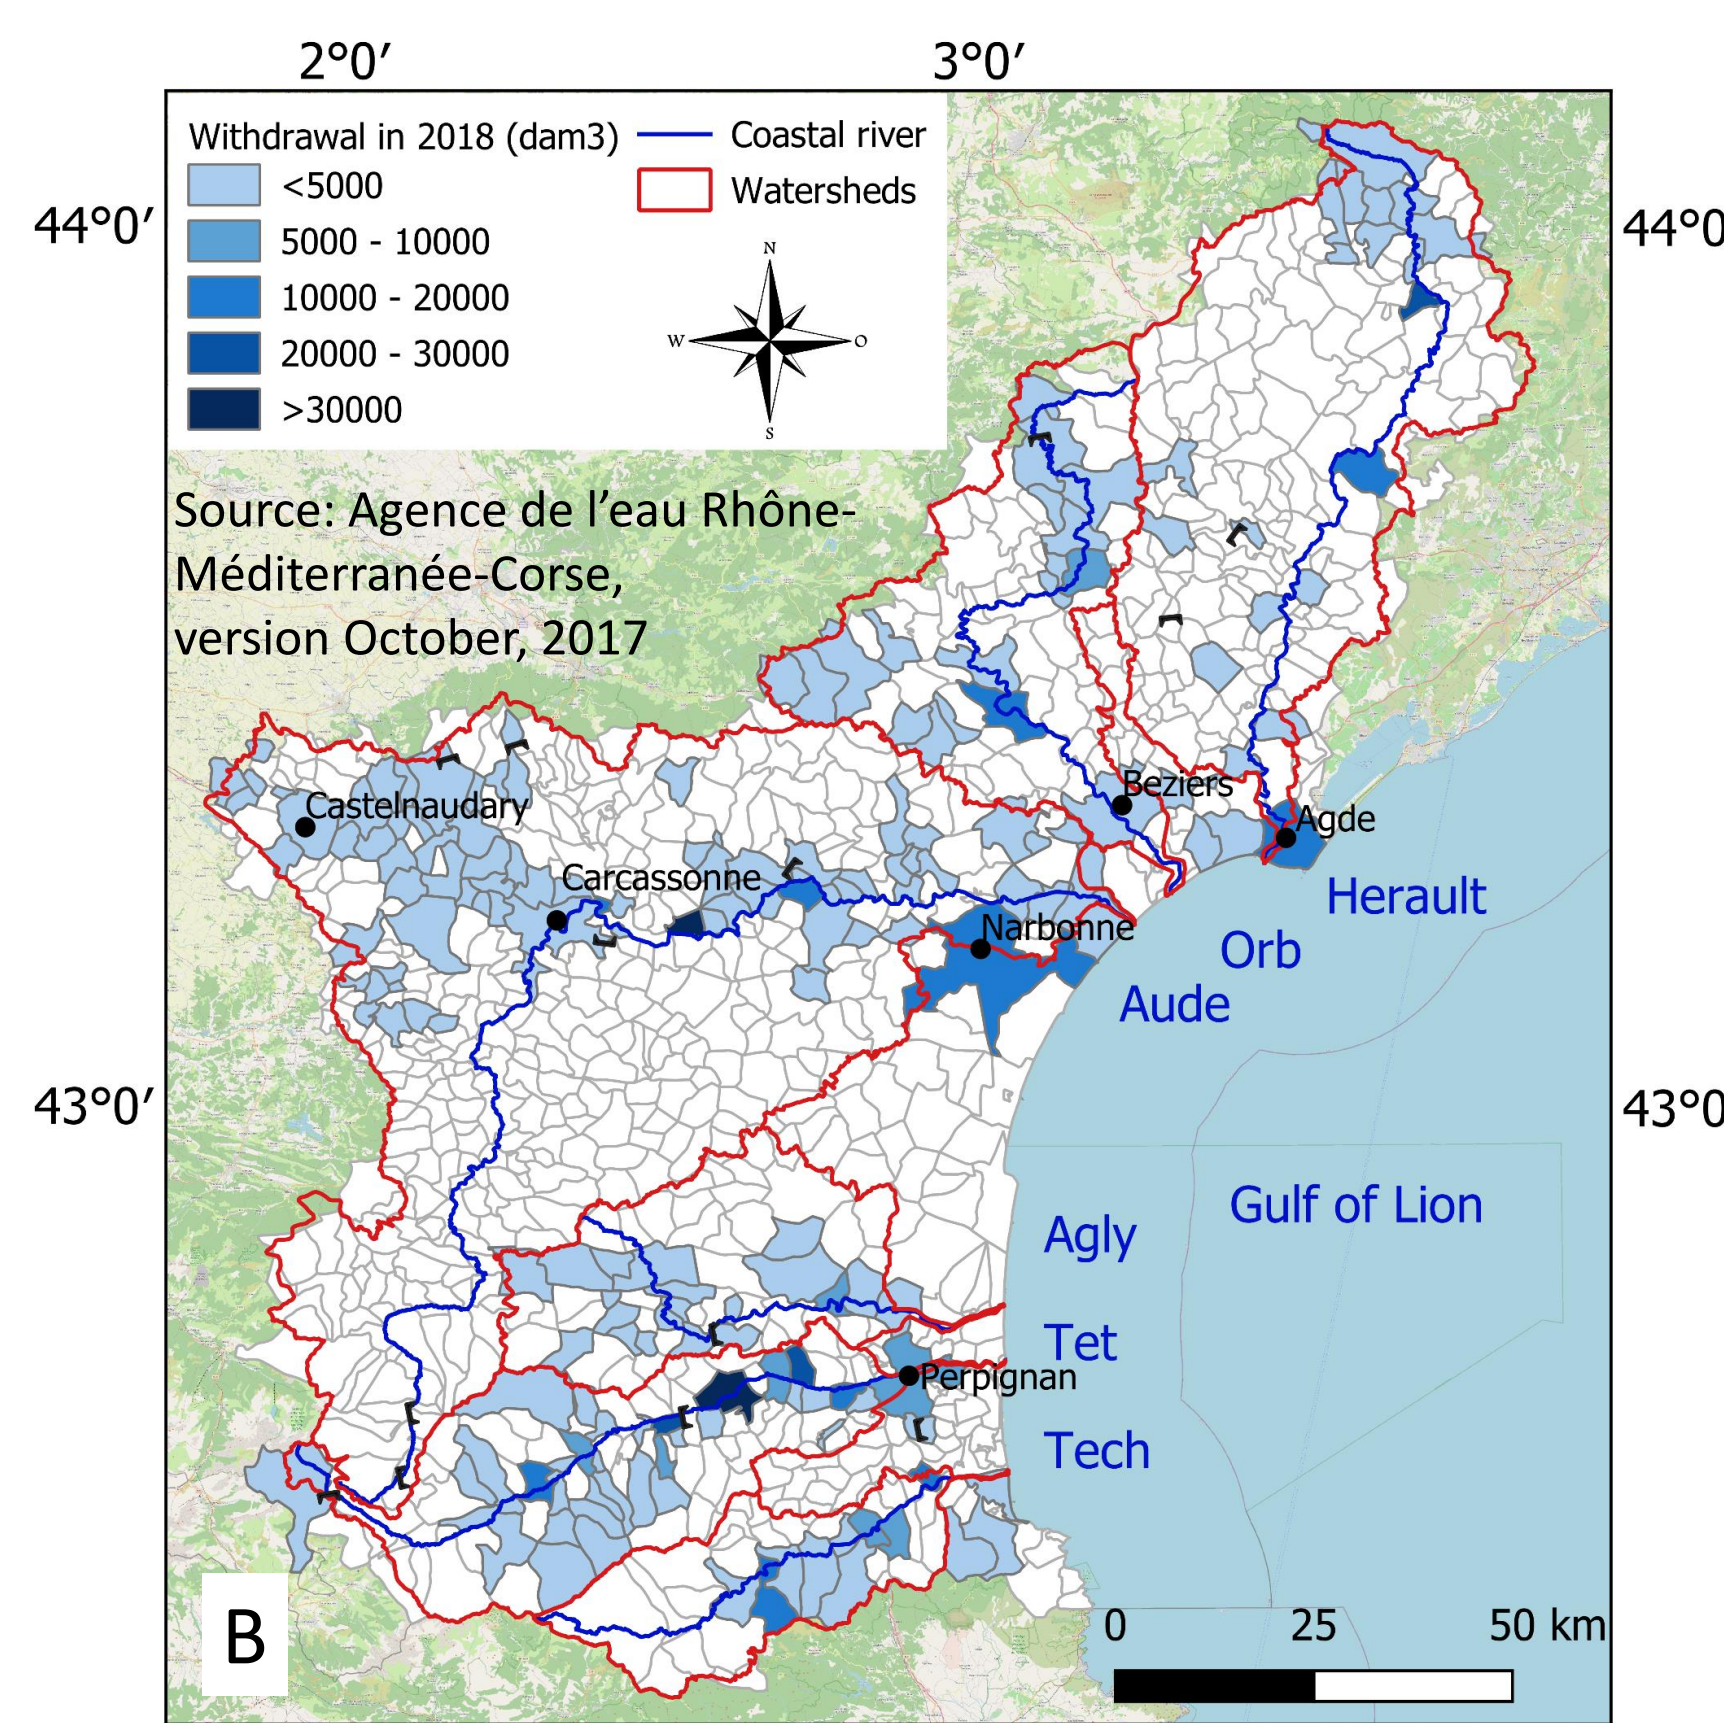 2°0′ 3°0′
Withdrawal in 2018 (dam3)
<5000
5000 - 10000
10000 - 20000
20000 - 30000
>30000
Coastal river
Watersheds
N
W O
S
44°0′ 44°0
Source: Agence de l’eau Rhône-
Méditerranée-Corse,
version October, 2017
Beziers
Castelnaudary
Agde
Carcassonne
Herault
Narbonne
Orb
Aude
43°0′ 43°0
Gulf of Lion
Agly
Tet
Perpignan
Tech
B
0 25 50 km